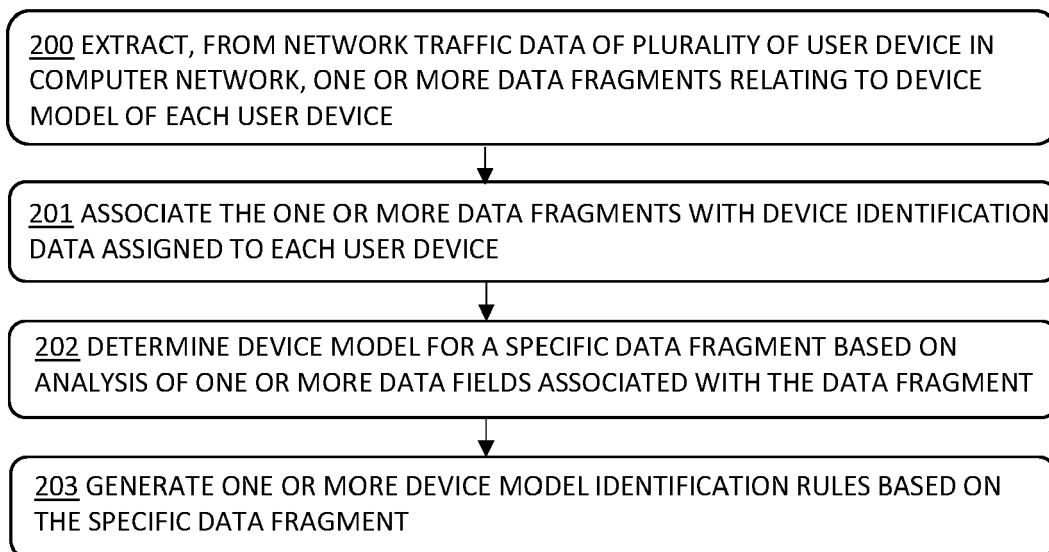 200 EXTRACT, FROM NETWORK TRAFFIC DATA OF PLURALITY OF USER DEVICE IN
COMPUTER NETWORK, ONE OR MORE DATA FRAGMENTS RELATING TO DEVICE
MODEL OF EACH USER DEVICE
201 ASSOCIATE THE ONE OR MORE DATA FRAGMENTS WITH DEVICE IDENTIFICATION
DATA ASSIGNED TO EACH USER DEVICE
202 DETERMINE DEVICE MODEL FOR A SPECIFIC DATA FRAGMENT BASED ON
ANALYSIS OF ONE OR MORE DATA FIELDS ASSOCIATED WITH THE DATA FRAGMENT
203 GENERATE ONE OR MORE DEVICE MODEL IDENTIFICATION RULES BASED ON
THE SPECIFIC DATA FRAGMENT